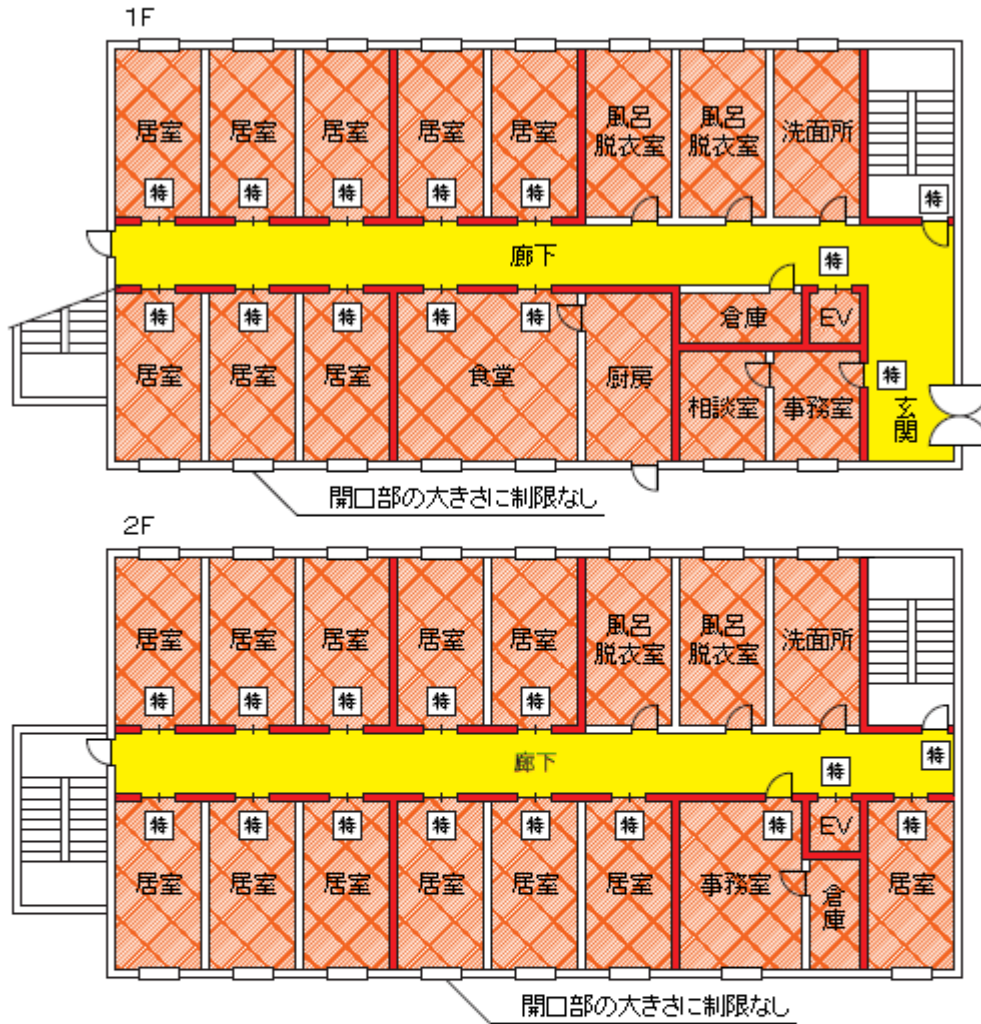 1F
居室
居室
居室
居室
居室
風呂
脱衣室
風呂
脱衣室
洗面所
特
特
特
特
特
特
廊下
特
特
特
特
特
特
倉庫
EV
居室
居室
居室
食堂
厨房
相談室
事務室
特
玄
関
開口部の大きさに制限なし
2F
居室
居室
居室
居室
居室
風呂
脱衣室
風呂
脱衣室
洗面所
特
特
特
特
特
廊下
特
特
特
特
特
特
特
特
特
EV
特
居室
居室
居室
居室
居室
居室
事務室
倉
庫
居室
開口部の大きさに制限なし